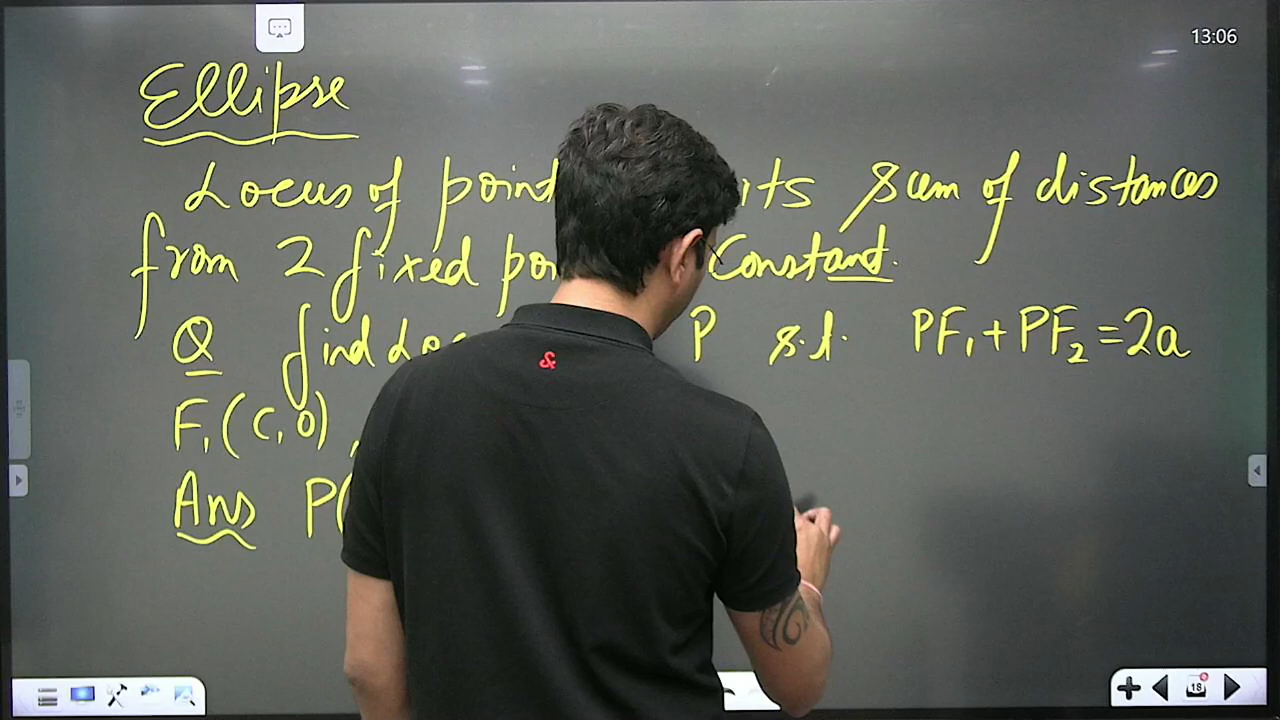 13:06
Ellipse
Locus of point its sum of distances
from 2 fixed Constant.
Q find P s.t. PF₁+PF₂=2a
F₁(C,0),
Ans P(
&
18